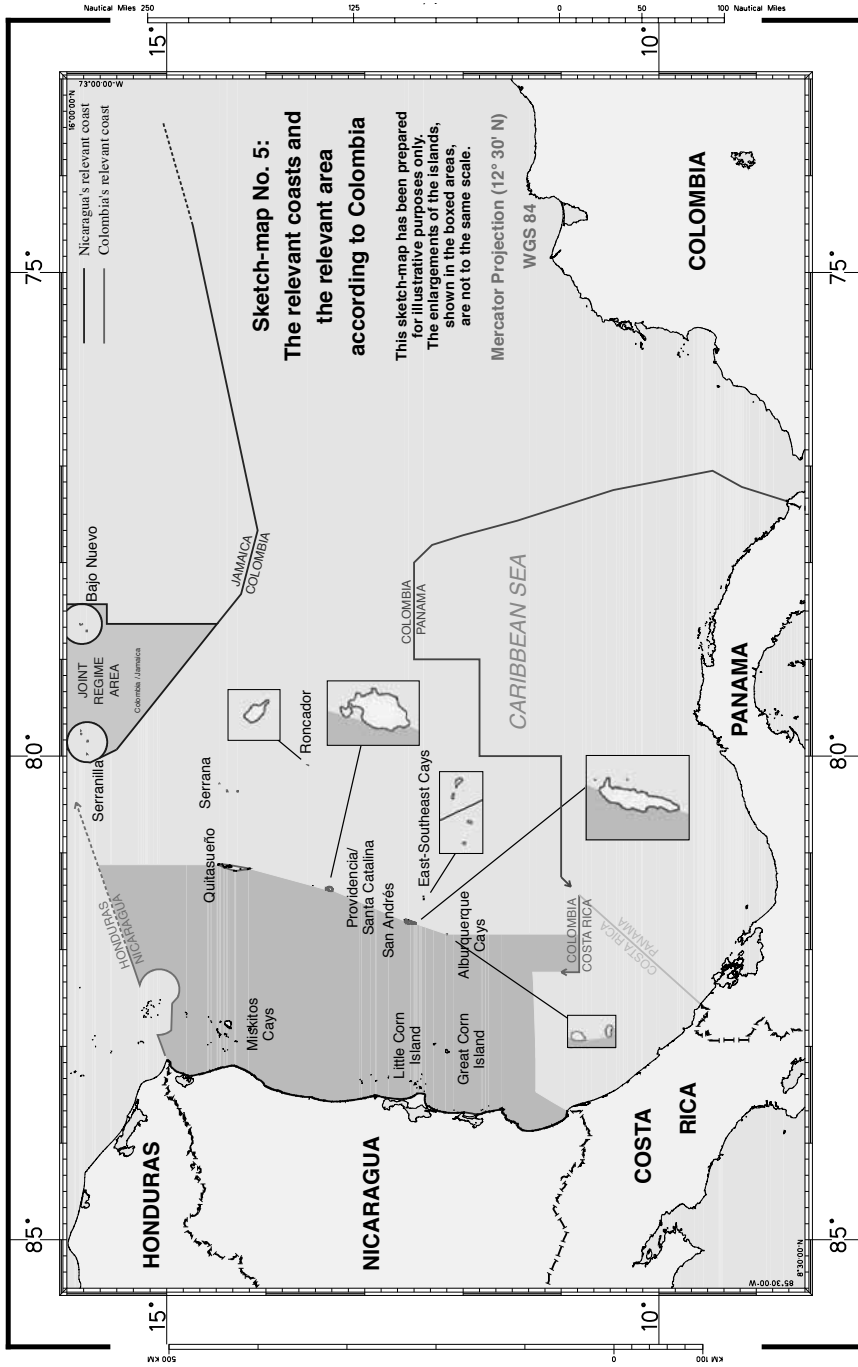 Sketch-map No. 5:
The relevant coasts and
the relevant area
according to Colombia
This sketch-map has been prepared
for illustrative purposes only.
The enlargements of the islands,
shown in the boxed areas,
are not to the same scale.
Mercator Projection (12° 30' N)
WGS 84
Nicaragua's relevant coast
Colombia's relevant coast
16°00'00"N
73°00'00"W
85° 80° 75°
15°
10°
HONDURAS
NICARAGUA
COSTA
RICA
PANAMA
COLOMBIA
CARIBBEAN SEA
HONDURAS
NICARAGUA
Serranilla
JOINT
REGIME
AREA
Colombia /Jamaica
Bajo Nuevo
JAMAICA
COLOMBIA
Quitasueño
Serrana
Roncador
Miskitos
Cays
Providencia/
Santa Catalina
San Andrés
East-Southeast Cays
Little Corn
Island
Great Corn
Island
Alburquerque
Cays
COLOMBIA
PANAMA
COLOMBIA
COSTA RICA
COSTA RICA
PANAMA
85°30'00"W
85° 80° 75°
15°
10°
Nautical Miles 250 125 0 50 100 Nautical Miles
500 KM 0 KM 100